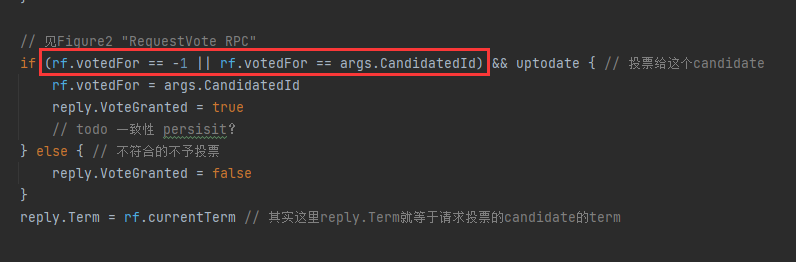 }
// 见Figure2 "RequestVote RPC"
if (rf.votedFor == -1 || rf.votedFor == args.CandidatedId) && uptodate { // 投票给这个candidate
rf.votedFor = args.CandidatedId
reply.VoteGranted = true
// todo 一致性 persisit?
} else { // 不符合的不予投票
reply.VoteGranted = false
}
reply.Term = rf.currentTerm // 其实这里reply.Term就等于请求投票的candidate的term